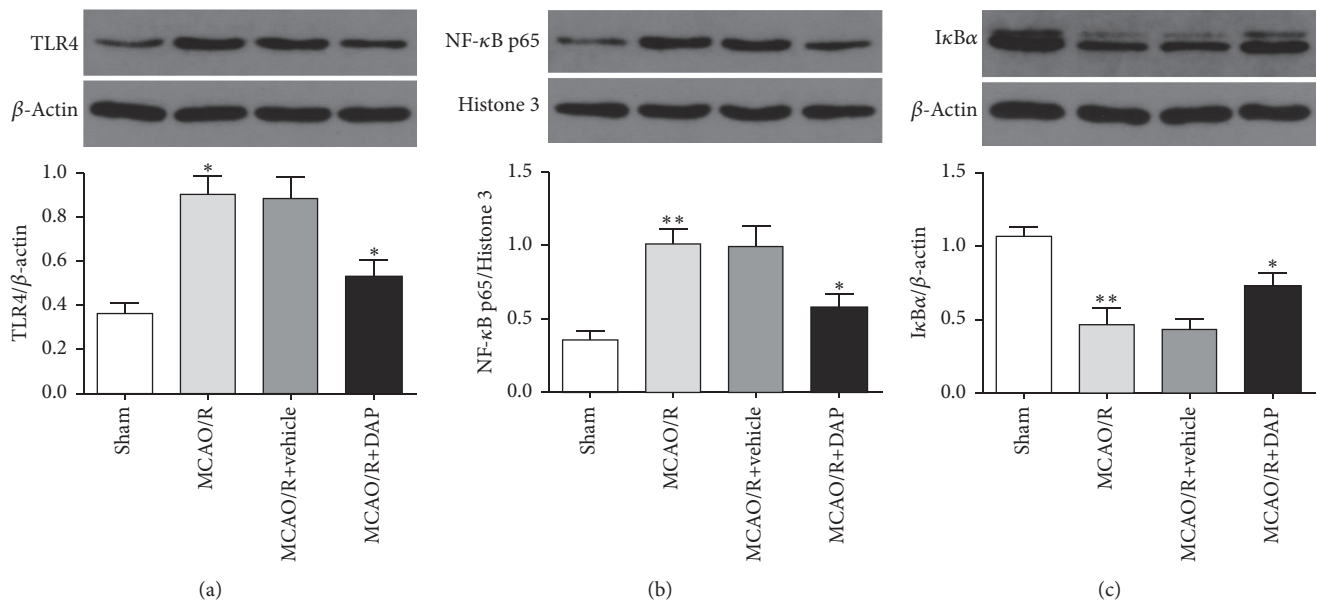 TLR4
β-Actin
1.0
0.8
0.6
0.4
0.2
0.0
TLR4/β-actin
*
*
Sham
MCAO/R
MCAO/R+vehicle
MCAO/R+DAP
(a)
NF-κB p65
Histone 3
1.5
1.0
0.5
0.0
NF-κB p65/Histone 3
**
*
Sham
MCAO/R
MCAO/R+vehicle
MCAO/R+DAP
(b)
IκBα
β-Actin
1.5
1.0
0.5
0.0
IκBα/β-actin
**
*
Sham
MCAO/R
MCAO/R+vehicle
MCAO/R+DAP
(c)